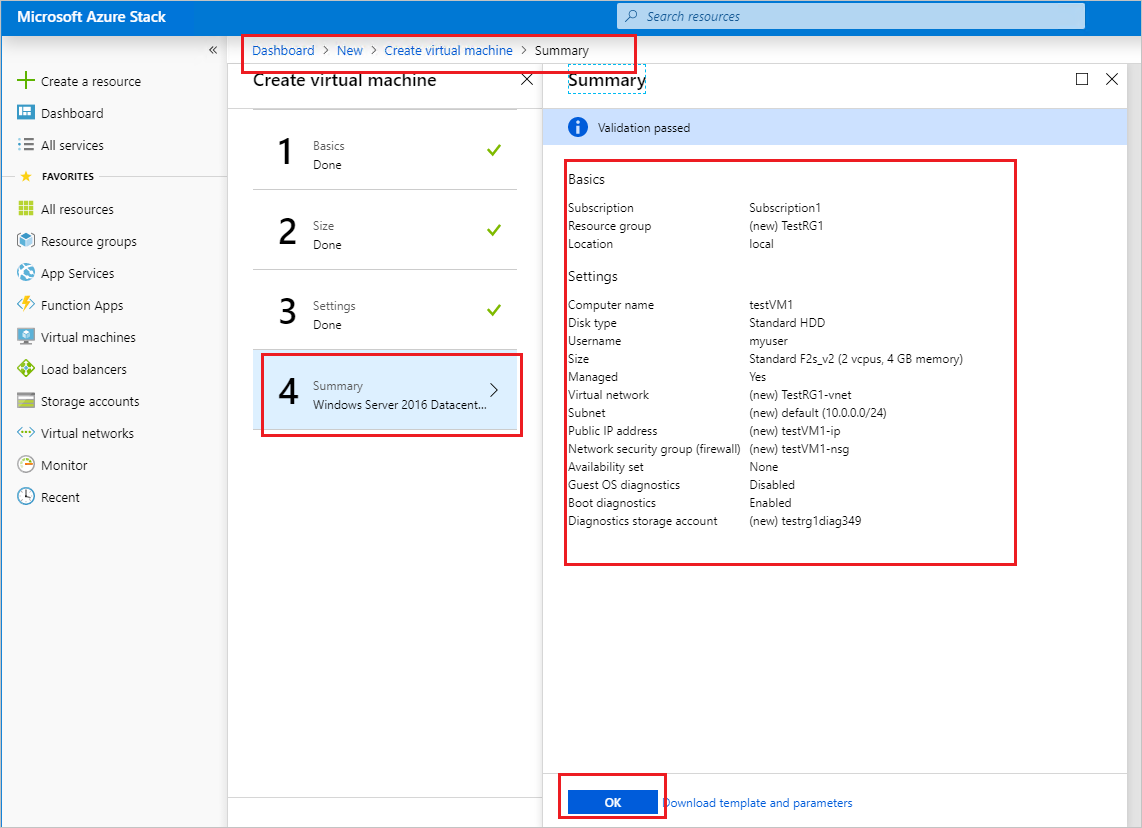 Microsoft Azure Stack
Search resources
«
Dashboard > New > Create virtual machine > Summary
Create a resource
Dashboard
All services
FAVORITES
All resources
Resource groups
App Services
Function Apps
Virtual machines
Load balancers
Storage accounts
Virtual networks
Monitor
Recent
Create virtual machine
1 Basics
Done
2 Size
Done
3 Settings
Done
4 Summary
Windows Server 2016 Datacent...
Summary
Validation passed
Basics
Subscription Subscription1
Resource group (new) TestRG1
Location local
Settings
Computer name testVM1
Disk type Standard HDD
Username myuser
Size Standard F2s_v2 (2 vcpus, 4 GB memory)
Managed Yes
Virtual network (new) TestRG1-vnet
Subnet (new) default (10.0.0.0/24)
Public IP address (new) testVM1-ip
Network security group (firewall) (new) testVM1-nsg
Availability set None
Guest OS diagnostics Disabled
Boot diagnostics Enabled
Diagnostics storage account (new) testrg1diag349
OK Download template and parameters